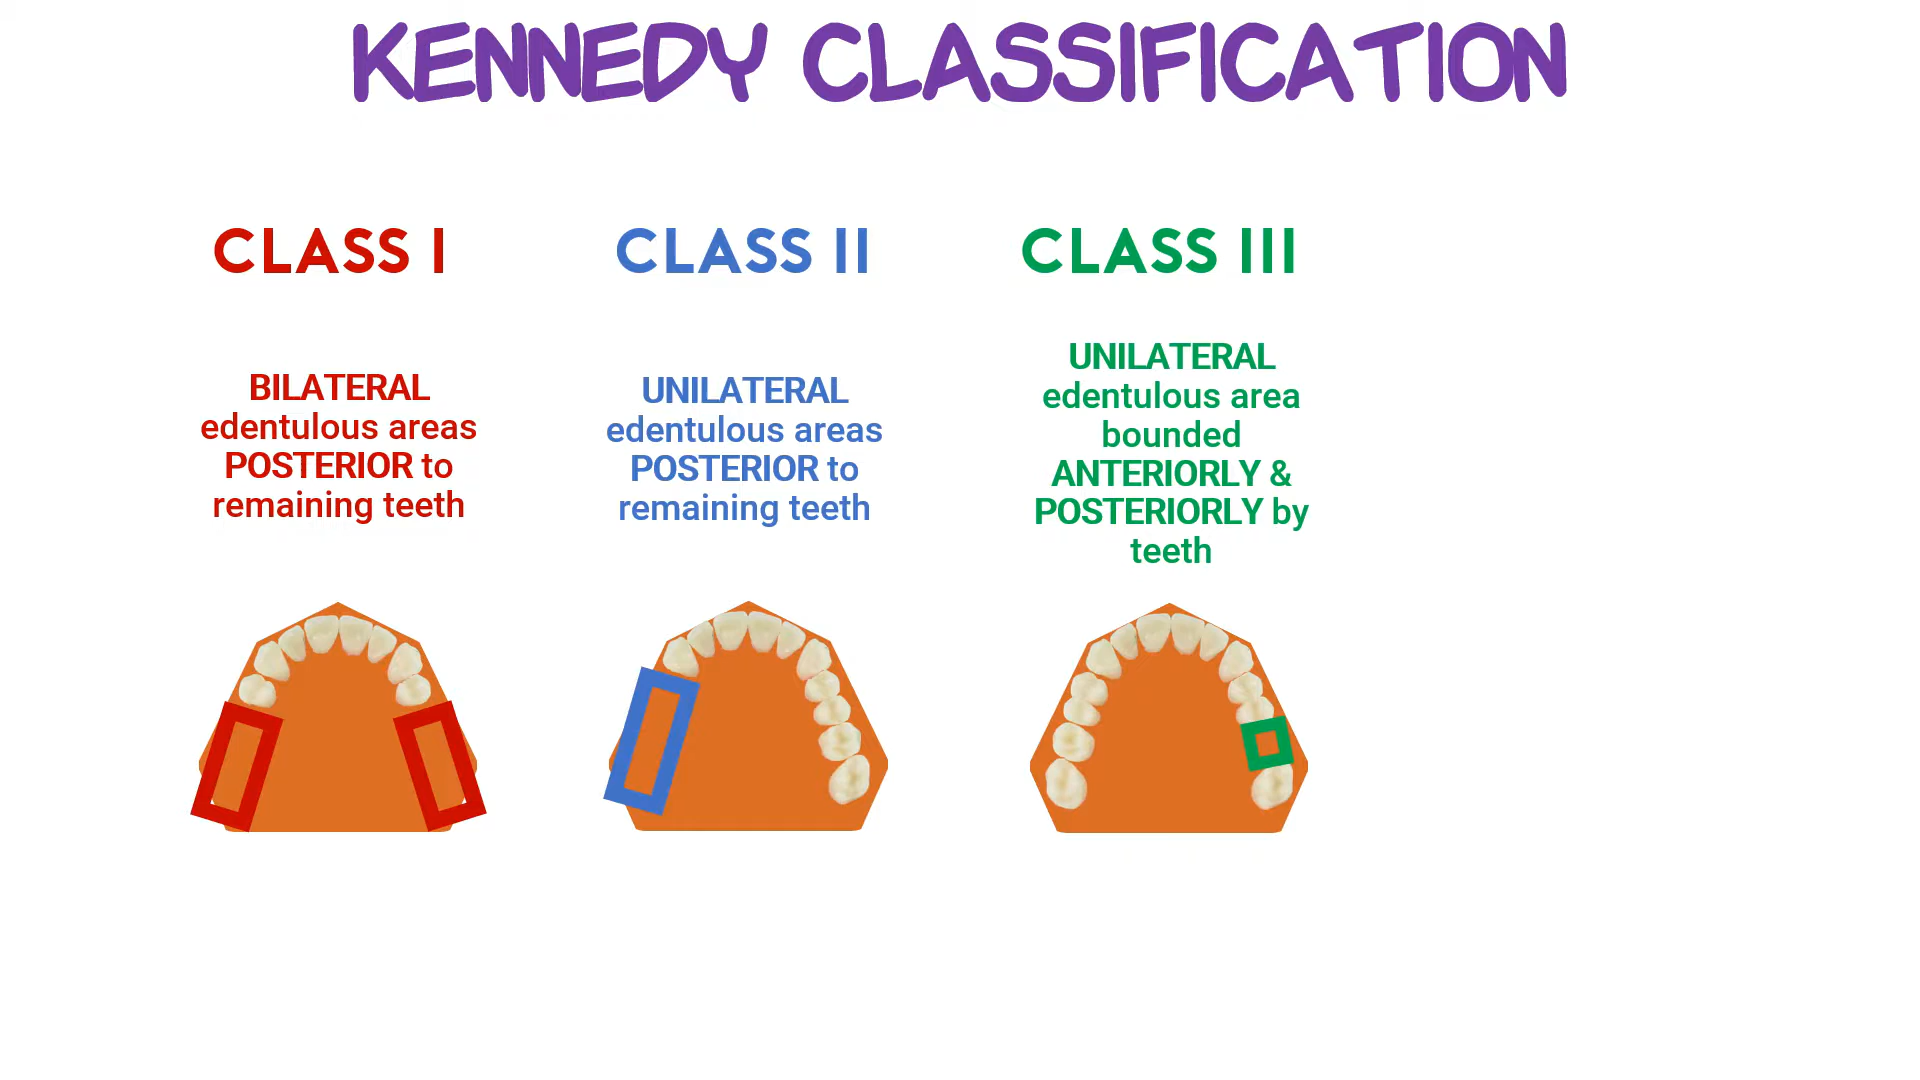 KENNEDY CLASSIFICATION
CLASS I
BILATERAL
edentulous areas
POSTERIOR to
remaining teeth
CLASS II
UNILATERAL
edentulous areas
POSTERIOR to
remaining teeth
CLASS III
UNILATERAL
edentulous area
bounded
ANTERIORLY &
POSTERIORLY by
teeth